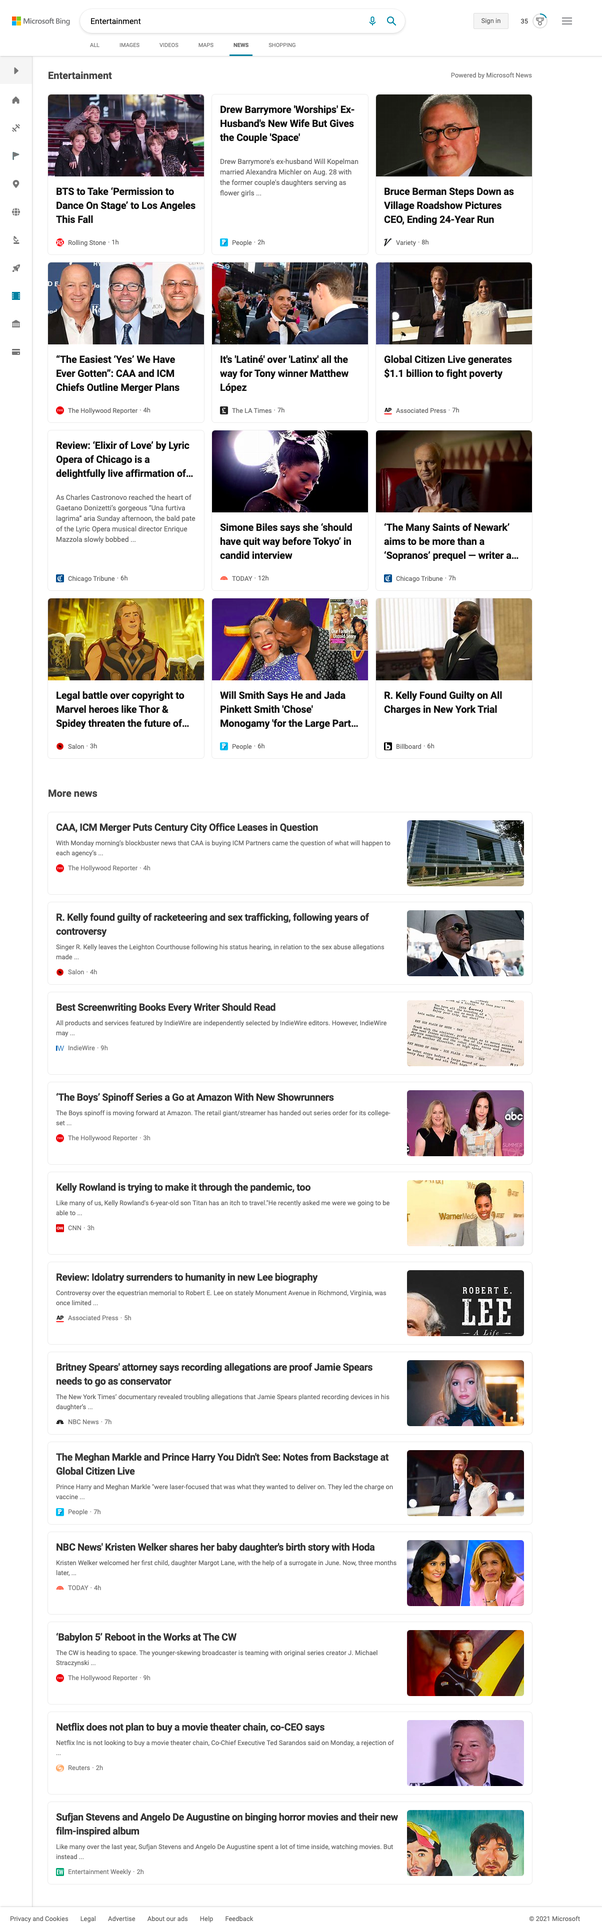 Microsoft Bing
Entertainment
Sign in
35
ALL IMAGES VIDEOS MAPS NEWS SHOPPING
Entertainment
Powered by Microsoft News
BTS to Take 'Permission to
Dance On Stage' to Los Angeles
This Fall
Rolling Stone · 1h
Drew Barrymore 'Worships' Ex-
Husband's New Wife But Gives
the Couple 'Space'
Drew Barrymore's ex-husband Will Kopelman
married Alexandra Michler on Aug. 28 with
the former couple's daughters serving as
flower girls ...
People · 2h
Bruce Berman Steps Down as
Village Roadshow Pictures
CEO, Ending 24-Year Run
Variety · 8h
"The Easiest 'Yes' We Have
Ever Gotten": CAA and ICM
Chiefs Outline Merger Plans
The Hollywood Reporter · 4h
It's 'Latiné' over 'Latinx' all the
way for Tony winner Matthew
López
The LA Times · 7h
Global Citizen Live generates
$1.1 billion to fight poverty
AP Associated Press · 7h
Review: 'Elixir of Love' by Lyric
Opera of Chicago is a
delightfully live affirmation of...
As Charles Castronovo reached the heart of
Gaetano Donizetti's gorgeous "Una furtiva
lagrima" aria Sunday afternoon, the bald pate
of the Lyric Opera musical director Enrique
Mazzola slowly bobbed ...
Chicago Tribune · 6h
Simone Biles says she 'should
have quit way before Tokyo' in
candid interview
TODAY · 12h
'The Many Saints of Newark'
aims to be more than a
'Sopranos' prequel — writer a...
Chicago Tribune · 7h
Legal battle over copyright to
Marvel heroes like Thor &
Spidey threaten the future of...
Salon · 3h
Will Smith Says He and Jada
Pinkett Smith 'Chose'
Monogamy 'for the Large Part...
People · 6h
R. Kelly Found Guilty on All
Charges in New York Trial
Billboard · 6h
More news
CAA, ICM Merger Puts Century City Office Leases in Question
With Monday morning's blockbuster news that CAA is buying ICM Partners came the question of what will happen to
each agency's ...
The Hollywood Reporter · 4h
R. Kelly found guilty of racketeering and sex trafficking, following years of
controversy
Singer R. Kelly leaves the Leighton Courthouse following his status hearing, in relation to the sex abuse allegations
made ...
Salon · 4h
Best Screenwriting Books Every Writer Should Read
All products and services featured by IndieWire are independently selected by IndieWire editors. However, IndieWire
may ...
IW IndieWire · 9h
'The Boys' Spinoff Series a Go at Amazon With New Showrunners
The Boys spinoff is moving forward at Amazon. The retail giant/streamer has handed out series order for its college-
set ...
The Hollywood Reporter · 3h
abc
Kelly Rowland is trying to make it through the pandemic, too
Like many of us, Kelly Rowland's 6-year-old son Titan has an itch to travel."He recently asked me were we going to be
able to ...
CNN · 3h
WarnerMedia
Review: Idolatry surrenders to humanity in new Lee biography
Controversy over the equestrian memorial to Robert E. Lee on stately Monument Avenue in Richmond, Virginia, was
once limited ...
AP Associated Press · 5h
ROBERT E.
LEE
A Life
Britney Spears' attorney says recording allegations are proof Jamie Spears
needs to go as conservator
The New York Times' documentary revealed troubling allegations that Jamie Spears planted recording devices in his
daughter's ...
NBC News · 7h
The Meghan Markle and Prince Harry You Didn't See: Notes from Backstage at
Global Citizen Live
Prince Harry and Meghan Markle "were laser-focused that was what they wanted to deliver on. They led the charge on
vaccine ...
People · 7h
NBC News' Kristen Welker shares her baby daughter's birth story with Hoda
Kristen Welker welcomed her first child, daughter Margot Lane, with the help of a surrogate in June. Now, three months
later, ...
TODAY · 4h
'Babylon 5' Reboot in the Works at The CW
The CW is heading to space. The younger-skewing broadcaster is teaming with original series creator J. Michael
Straczynski ...
The Hollywood Reporter · 9h
Netflix does not plan to buy a movie theater chain, co-CEO says
Netflix Inc is not looking to buy a movie theater chain, Co-Chief Executive Ted Sarandos said on Monday, a rejection of
...
Reuters · 2h
Sufjan Stevens and Angelo De Augustine on binging horror movies and their new
film-inspired album
Like many over the last year, Sufjan Stevens and Angelo De Augustine spent a lot of time inside, watching movies. But
instead ...
EW Entertainment Weekly · 2h
Privacy and Cookies Legal Advertise About our ads Help Feedback
© 2021 Microsoft